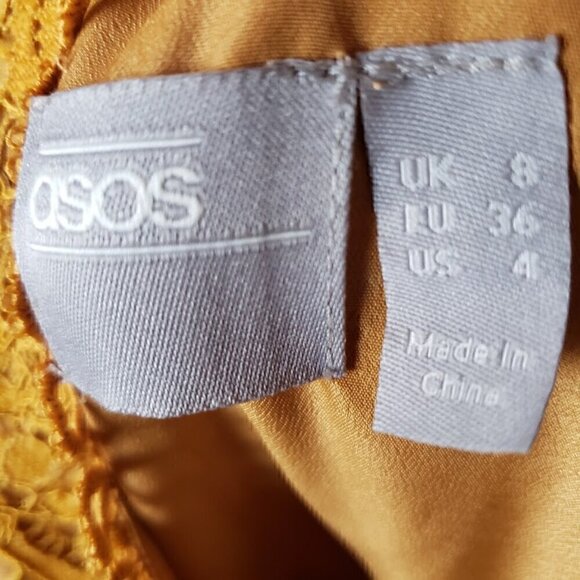 asos
UK 8
EU 36
US 4
Made in
China